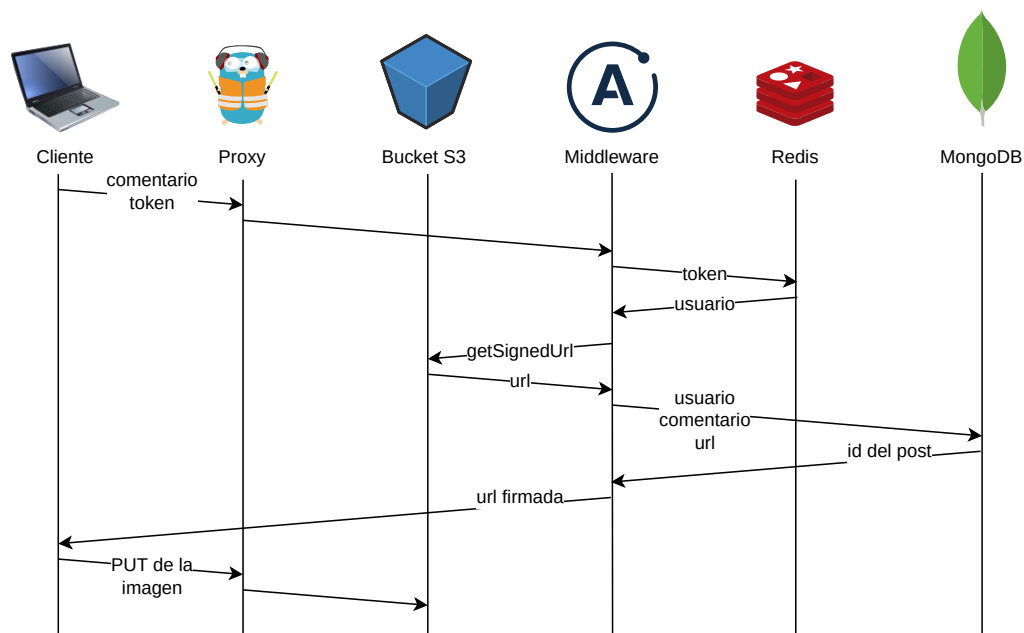 Cliente
Proxy
Bucket S3
Middleware
Redis
MongoDB
comentario
token
token
usuario
getSignedUrl
url
usuario
comentario
url
id del post
url firmada
PUT de la
imagen